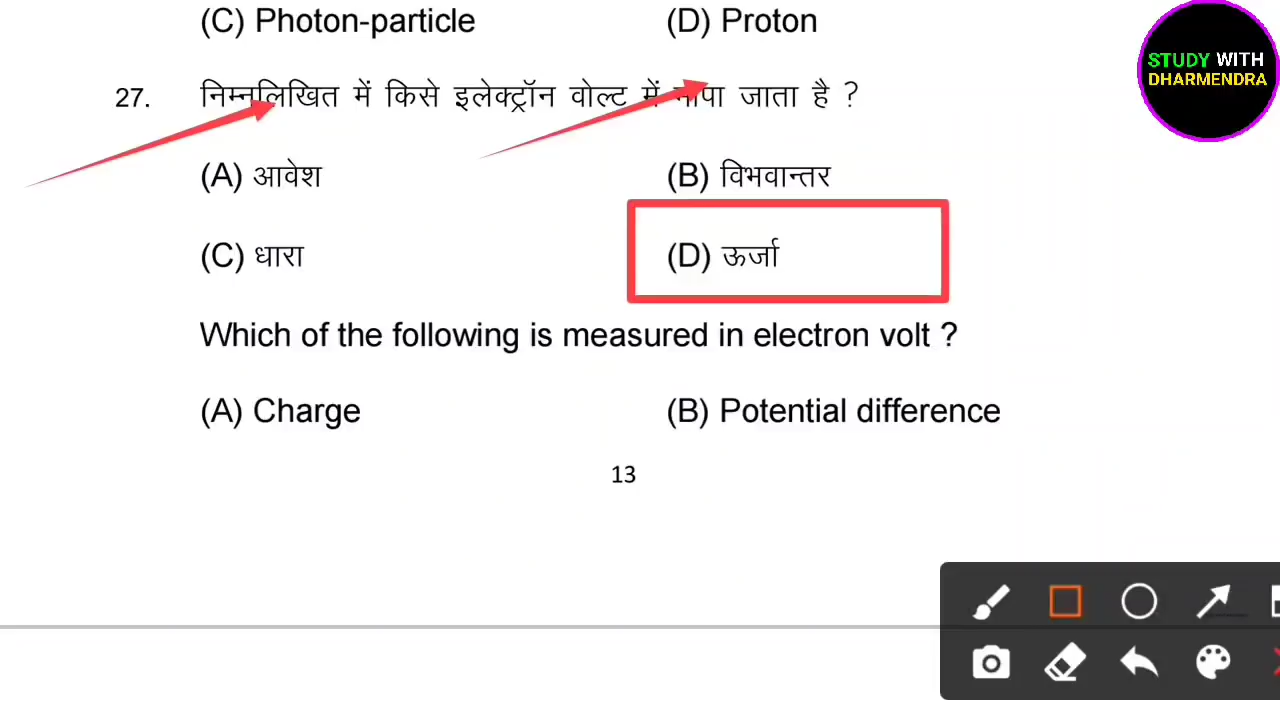 (C) Photon-particle (D) Proton
STUDY WITH
DHARMENDRA
27. निम्नलिखित में किसे इलेक्ट्रॉन वोल्ट में नापा जाता है ?
(A) आवेश (B) विभवान्तर
(C) धारा (D) ऊर्जा
Which of the following is measured in electron volt ?
(A) Charge (B) Potential difference
13